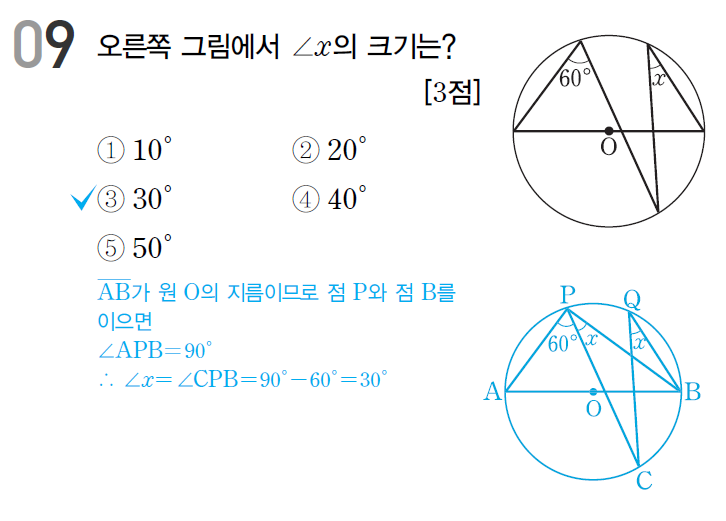 09 오른쪽 그림에서 ∠x의 크기는?
[3점]
60°
x
O
① 10° ② 20°
③ 30° ④ 40°
⑤ 50°
AB가 원 O의 지름이므로 점 P와 점 B를
이으면
∠APB=90°
∴ ∠x=∠CPB=90°-60°=30°
P
Q
60°
x
x
A
B
O
C